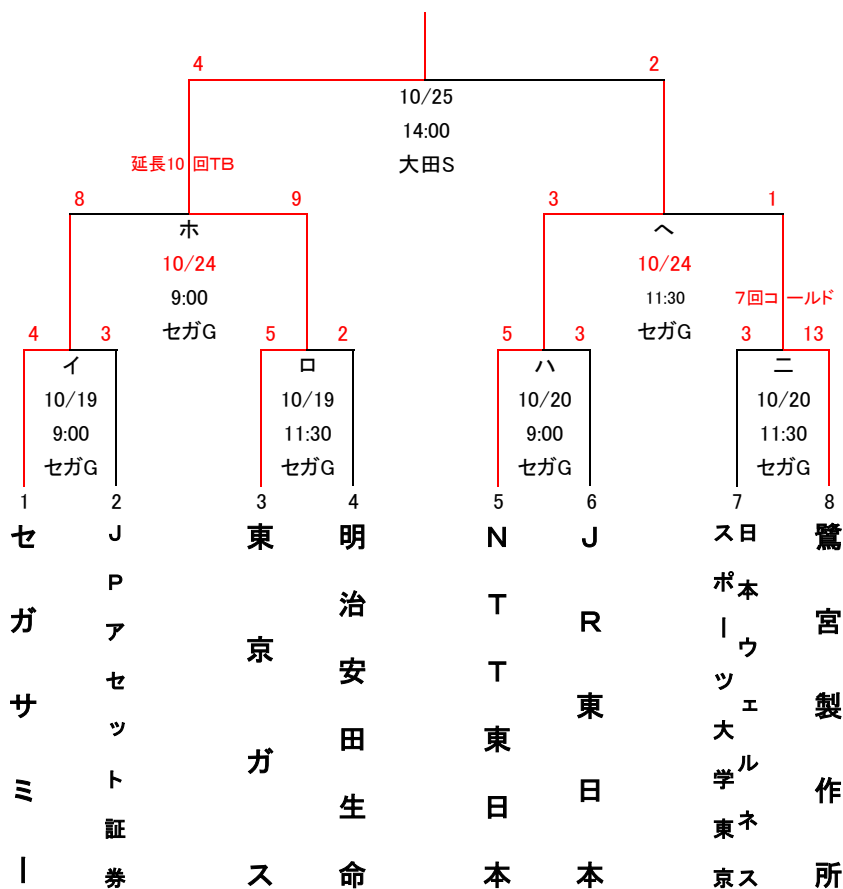 4
2
10/25
14:00
大田S
延長10 回TB
8
9
3
1
ホ
10/24
9:00
セガG
ヘ
10/24
11:30
セガG
7回コールド
4
3
イ
10/19
9:00
セガG
5
2
ロ
10/19
11:30
セガG
5
3
ハ
10/20
9:00
セガG
3
13
ニ
10/20
11:30
セガG
1
2
3
4
5
6
7
8
セガサミー
JPアセット証券
東京ガス
明治安田生命
NTT東日本
JR東日本
日本ウェルネス
スポーツ大学東京
鷺宮製作所